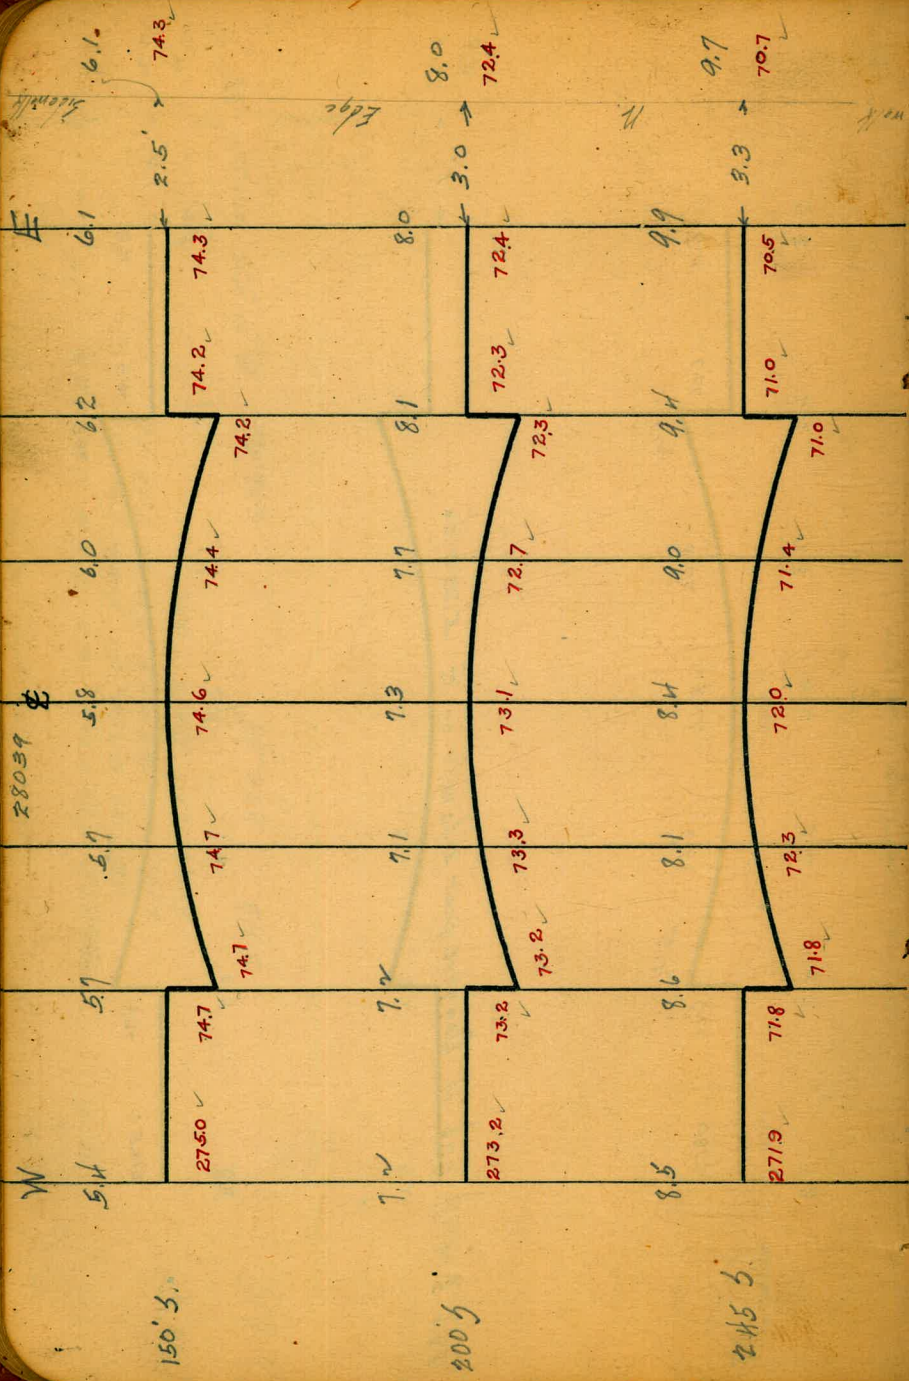 W 28039 ℄ E
Sidewalk
5.4 5.7 5.7 5.8 6.0 6.2 6.1 6.1
150' S. 2.5'
275.0 74.7 74.7 74.7 74.6 74.4 74.2 74.2 74.3 74.3
Edge
7.2 7.2 7.1 7.3 7.7 8.1 8.0 8.0
200' S 3.0
273.2 73.2 73.2 73.3 73.1 72.7 72.3 72.3 72.4 72.4
8.5 8.6 8.1 8.4 9.0 9.4 9.9 9.7
245 S. 3.3
271.9 71.8 71.8 72.3 72.0 71.4 71.0 71.0 70.5 70.7
walk